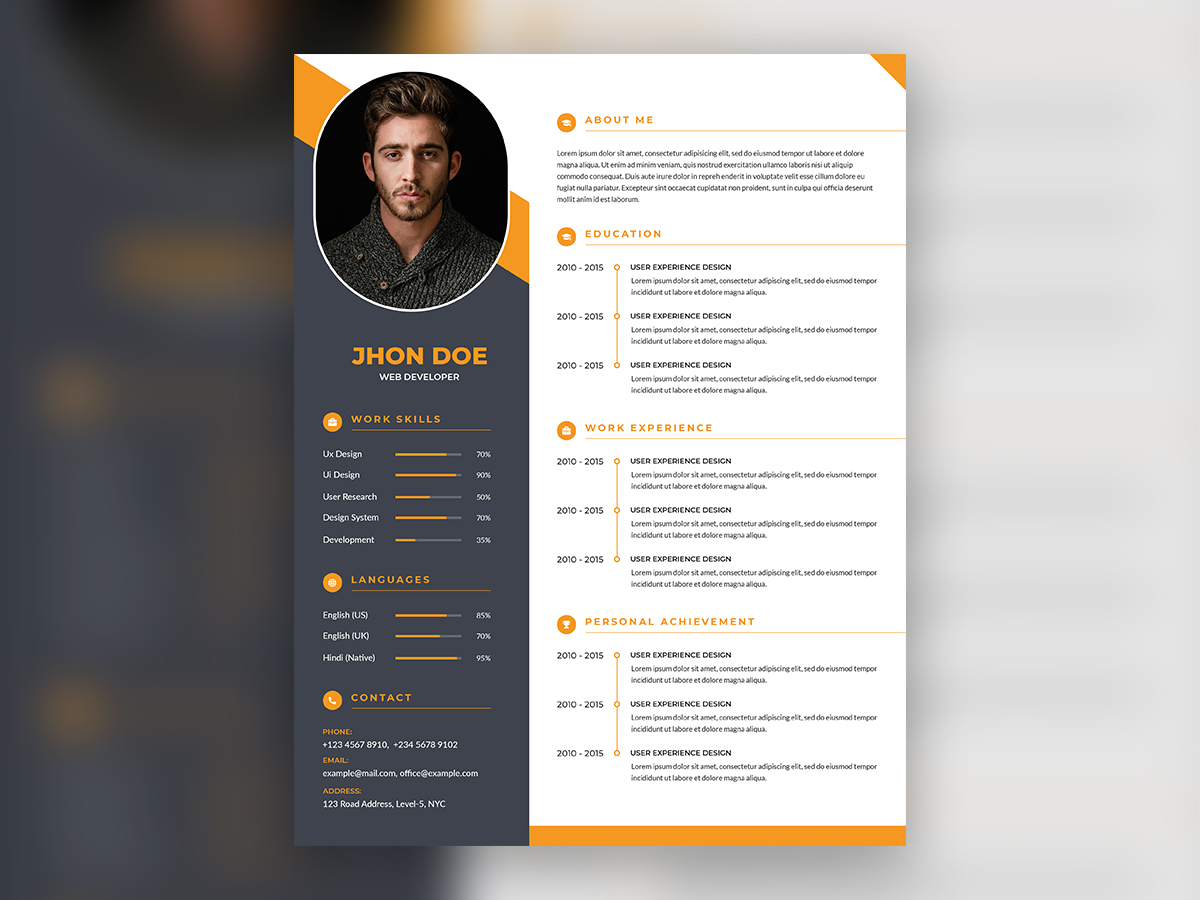 JHON DOE
WEB DEVELOPER
WORK SKILLS
Ux Design 70%
Ui Design 90%
User Research 50%
Design System 70%
Development 35%
LANGUAGES
English (US) 85%
English (UK) 70%
Hindi (Native) 95%
CONTACT
PHONE:
+123 4567 8910, +234 5678 9102
EMAIL:
example@mail.com, office@example.com
ADDRESS:
123 Road Address, Level-5, NYC
ABOUT ME
Lorem ipsum dolor sit amet, consectetur adipisicing elit, sed do eiusmod tempor ut labore et dolore
magna aliqua. Ut enim ad minim veniam, quis nostrud exercitation ullamco laboris nisi ut aliquip
commodo consequat. Duis aute irure dolor in repreh enderit in voluptate velit esse cillum dolore eu
fugiat nulla pariatur. Excepteur sint occaecat cupidatat non proident, sunt in culpa qui officia deserunt
mollit anim id est laborum.
EDUCATION
2010 - 2015 USER EXPERIENCE DESIGN
Lorem ipsum dolor sit amet, consectetur adipiscing elit, sed do eiusmod tempor
incididunt ut labore et dolore magna aliqua.
2010 - 2015 USER EXPERIENCE DESIGN
Lorem ipsum dolor sit amet, consectetur adipiscing elit, sed do eiusmod tempor
incididunt ut labore et dolore magna aliqua.
2010 - 2015 USER EXPERIENCE DESIGN
Lorem ipsum dolor sit amet, consectetur adipiscing elit, sed do eiusmod tempor
incididunt ut labore et dolore magna aliqua.
WORK EXPERIENCE
2010 - 2015 USER EXPERIENCE DESIGN
Lorem ipsum dolor sit amet, consectetur adipiscing elit, sed do eiusmod tempor
incididunt ut labore et dolore magna aliqua.
2010 - 2015 USER EXPERIENCE DESIGN
Lorem ipsum dolor sit amet, consectetur adipiscing elit, sed do eiusmod tempor
incididunt ut labore et dolore magna aliqua.
2010 - 2015 USER EXPERIENCE DESIGN
Lorem ipsum dolor sit amet, consectetur adipiscing elit, sed do eiusmod tempor
incididunt ut labore et dolore magna aliqua.
PERSONAL ACHIEVEMENT
2010 - 2015 USER EXPERIENCE DESIGN
Lorem ipsum dolor sit amet, consectetur adipiscing elit, sed do eiusmod tempor
incididunt ut labore et dolore magna aliqua.
2010 - 2015 USER EXPERIENCE DESIGN
Lorem ipsum dolor sit amet, consectetur adipiscing elit, sed do eiusmod tempor
incididunt ut labore et dolore magna aliqua.
2010 - 2015 USER EXPERIENCE DESIGN
Lorem ipsum dolor sit amet, consectetur adipiscing elit, sed do eiusmod tempor
incididunt ut labore et dolore magna aliqua.